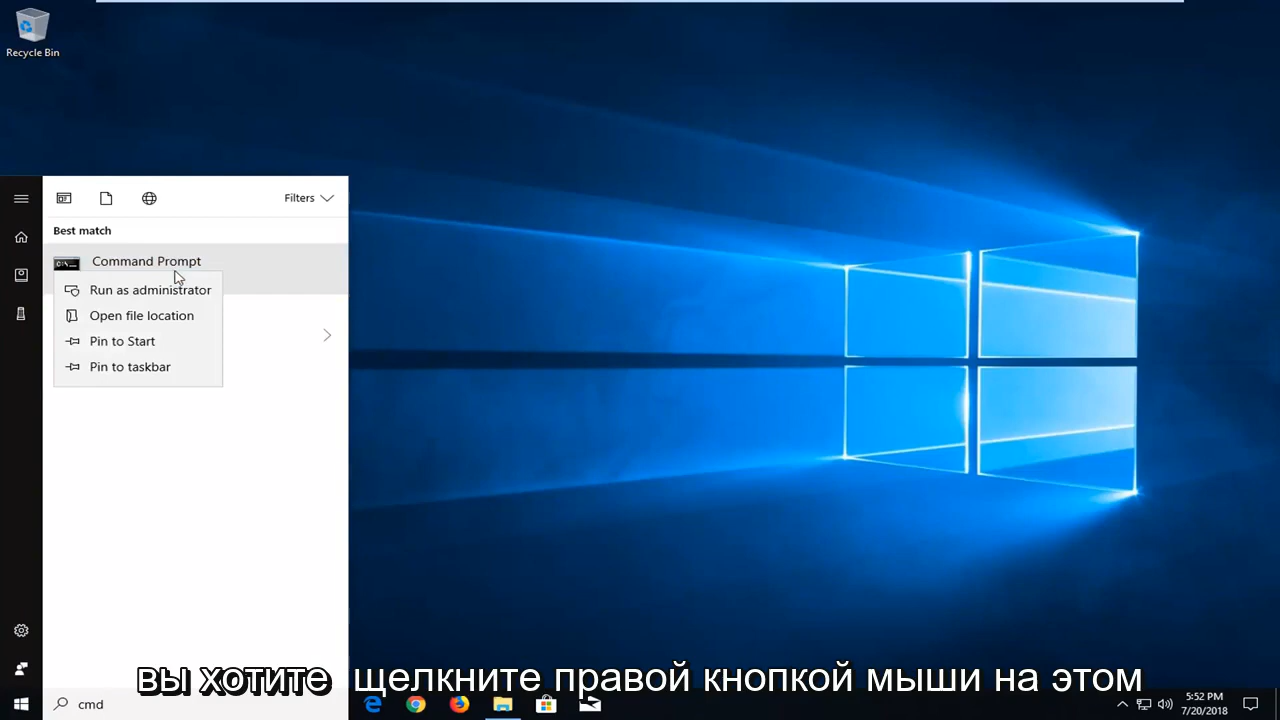 Recycle Bin
Filters
Best match
Command Prompt
Run as administrator
Open file location
Pin to Start
Pin to taskbar
вы хотите щелкните правой кнопкой мыши на этом
cmd
5:52 PM
7/20/2018